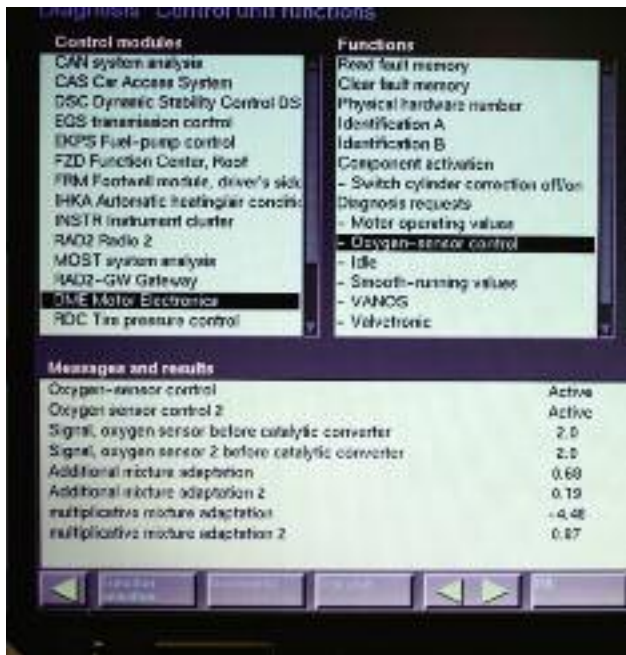 Diagnosis Control unit functions
Control modules
CAN system analysis
CAS Car Access System
DSC Dynamic Stability Control DS
EGS transmission control
EKPS Fuel-pump control
FZD Function Center, Roof
FRM Footwell module, driver's side
IHKA Automatic heating/air conditic
INSTR Instrument cluster
RAD2 Radio 2
MOST system analysis
RAD2-GW Gateway
DME Motor Electronics
RDC Tire pressure control
Functions
Read fault memory
Clear fault memory
Physical hardware number
Identification A
Identification B
Component activation
- Switch cylinder correction off/on
Diagnosis requests
- Motor operating values
- Oxygen-sensor control
- Idle
- Smooth-running values
- VANOS
- Valvetronic
Messages and results
Oxygen-sensor control Active
Oxygen sensor control 2 Active
Signal, oxygen sensor before catalytic converter 2.0
Signal, oxygen sensor 2 before catalytic converter 2.0
Additional mixture adaptation 0.68
Additional mixture adaptation 2 0.19
multiplicative mixture adaptation -4.48
multiplicative mixture adaptation 2 0.87